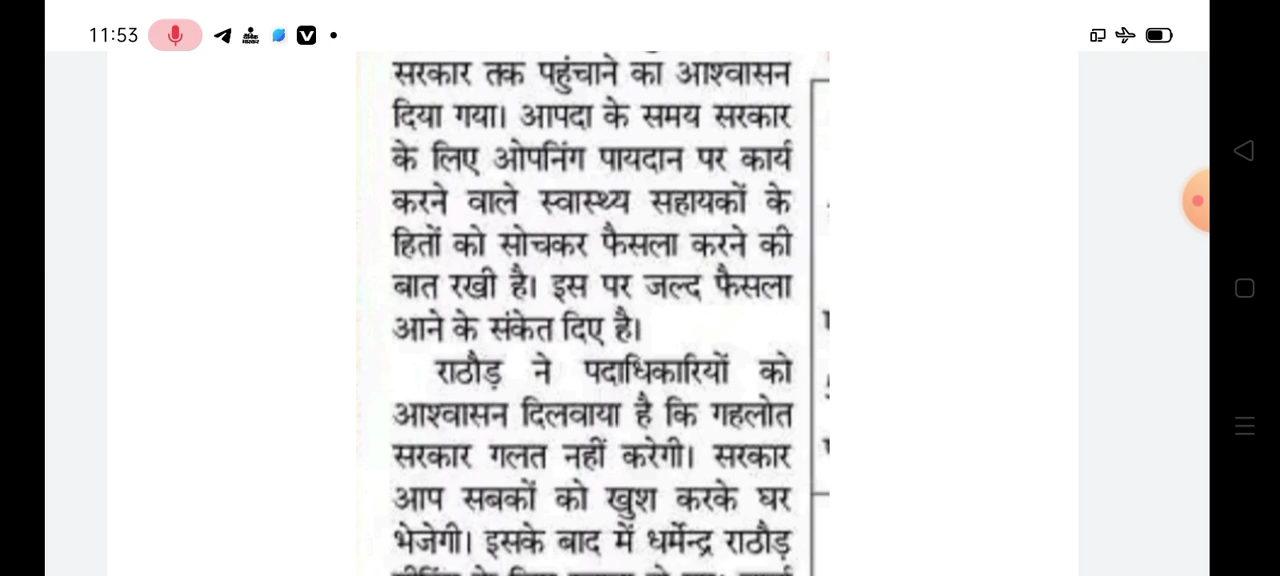 11:53
सरकार तक पहुंचाने का आश्वासन
दिया गया। आपदा के समय सरकार
के लिए ओपनिंग पायदान पर कार्य
करने वाले स्वास्थ्य सहायकों के
हितों को सोचकर फैसला करने की
बात रखी है। इस पर जल्द फैसला
आने के संकेत दिए है।
राठौड़ ने पदाधिकारियों को
आश्वासन दिलवाया है कि गहलोत
सरकार गलत नहीं करेगी। सरकार
आप सबकों को खुश करके घर
भेजेगी। इसके बाद में धर्मेन्द्र राठौड़